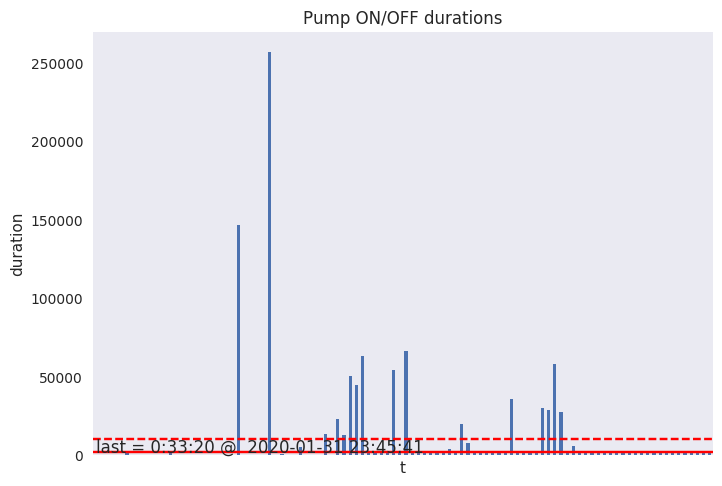 Pump ON/OFF durations
250000
200000
150000
100000
50000
0
duration
last = 0:33:20 @ 2020-01-31 23:45:41
t